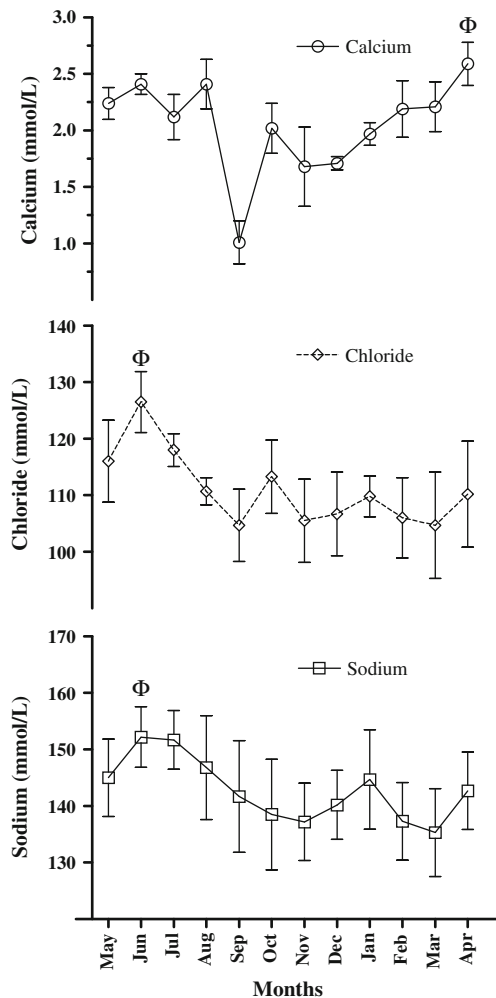 Calcium (mmol/L)
3.0
2.5
2.0
1.5
1.0
Calcium
Φ
Chloride (mmol/L)
140
130
120
110
100
Chloride
Φ
Sodium (mmol/L)
170
160
150
140
130
Sodium
Φ
May
Jun
Jul
Aug
Sep
Oct
Nov
Dec
Jan
Feb
Mar
Apr
Months